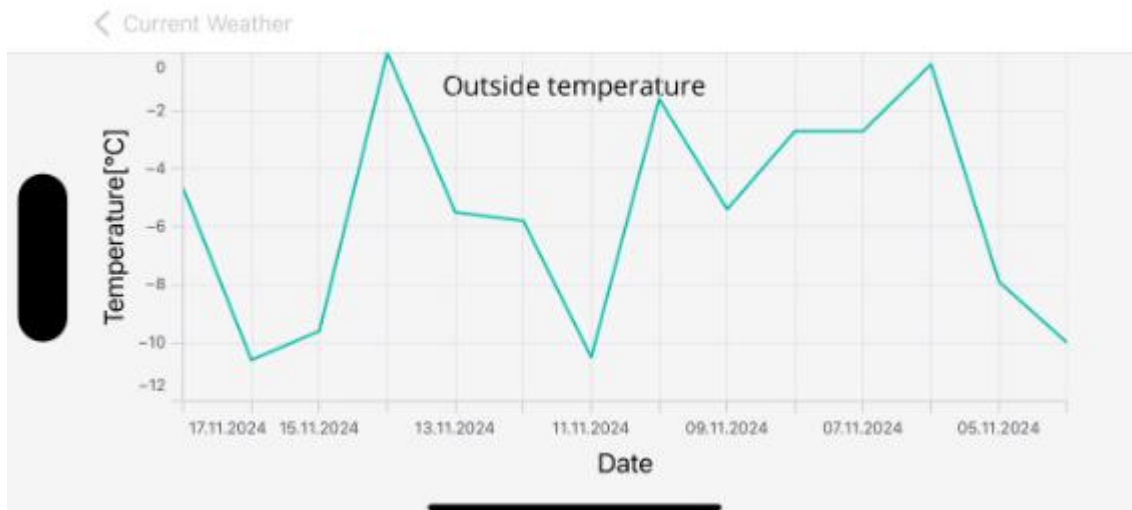 Current Weather
Outside temperature
Temperature[°C]
0
−2
−4
−6
−8
−10
−12
17.11.2024 15.11.2024 13.11.2024 11.11.2024 09.11.2024 07.11.2024 05.11.2024
Date